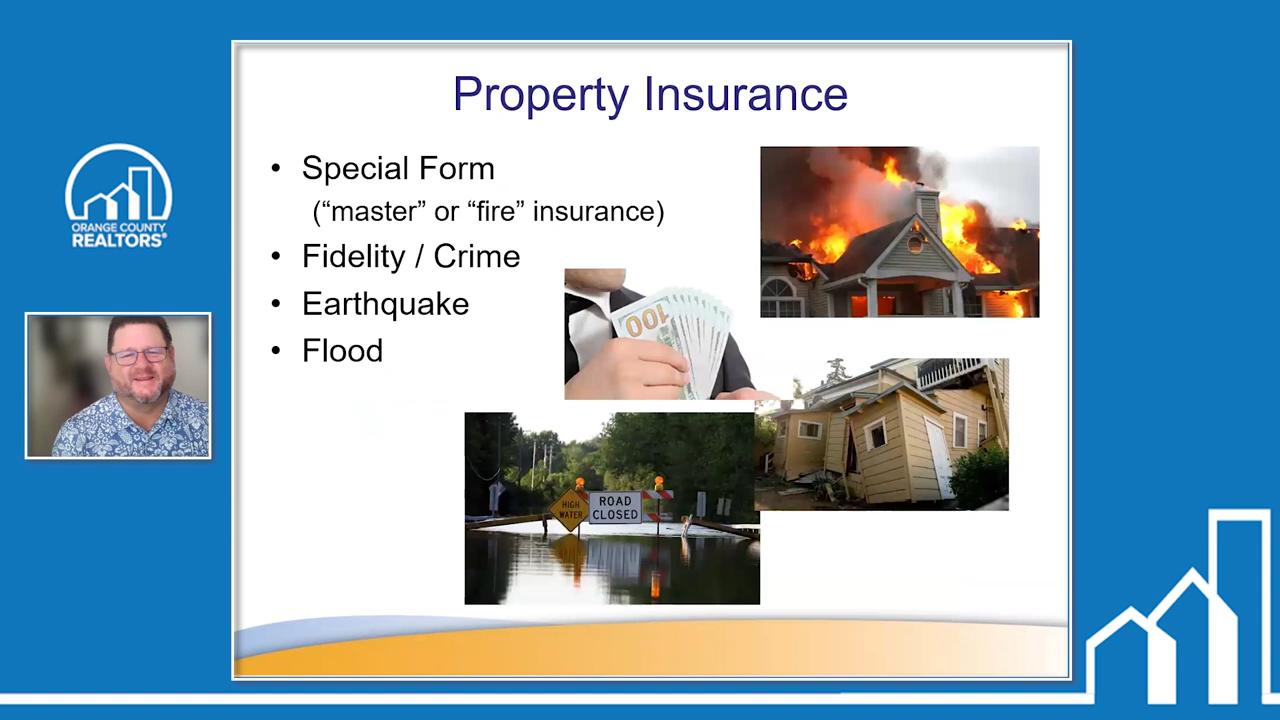 Property Insurance
• Special Form
(“master” or “fire” insurance)
• Fidelity / Crime
• Earthquake
• Flood
ORANGE COUNTY
REALTORS®
100
HIGH
WATER
ROAD
CLOSED